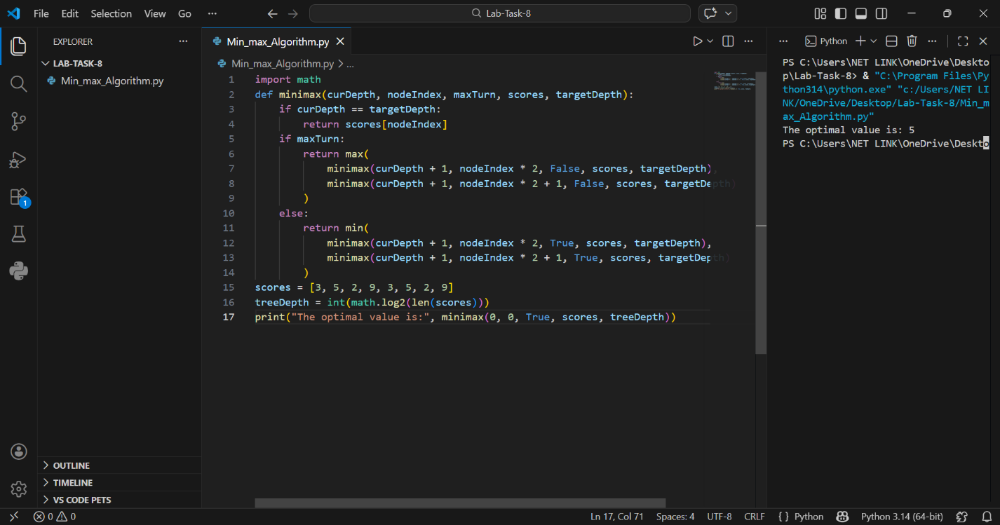 File Edit Selection View Go ··· Lab-Task-8
EXPLORER ···
LAB-TASK-8
Min_max_Algorithm.py
1
OUTLINE
TIMELINE
VS CODE PETS
Min_max_Algorithm.py
Min_max_Algorithm.py > ...
1 import math
2 def minimax(curDepth, nodeIndex, maxTurn, scores, targetDepth):
3 if curDepth == targetDepth:
4 return scores[nodeIndex]
5 if maxTurn:
6 return max(
7 minimax(curDepth + 1, nodeIndex * 2, False, scores, targetDepth),
8 minimax(curDepth + 1, nodeIndex * 2 + 1, False, scores, targetDepth)
9 )
10 else:
11 return min(
12 minimax(curDepth + 1, nodeIndex * 2, True, scores, targetDepth),
13 minimax(curDepth + 1, nodeIndex * 2 + 1, True, scores, targetDepth)
14 )
15 scores = [3, 5, 2, 9, 3, 5, 2, 9]
16 treeDepth = int(math.log2(len(scores)))
17 print("The optimal value is:", minimax(0, 0, True, scores, treeDepth))
··· Python ···
PS C:\Users\NET LINK\OneDrive\Deskto
p\Lab-Task-8> & "C:\Program Files\Py
thon314\python.exe" "c:/Users/NET LI
NK/OneDrive/Desktop/Lab-Task-8/Min_m
ax_Algorithm.py"
The optimal value is: 5
PS C:\Users\NET LINK\OneDrive\Deskto
0 0 Ln 17, Col 71 Spaces: 4 UTF-8 CRLF {} Python Python 3.14 (64-bit)